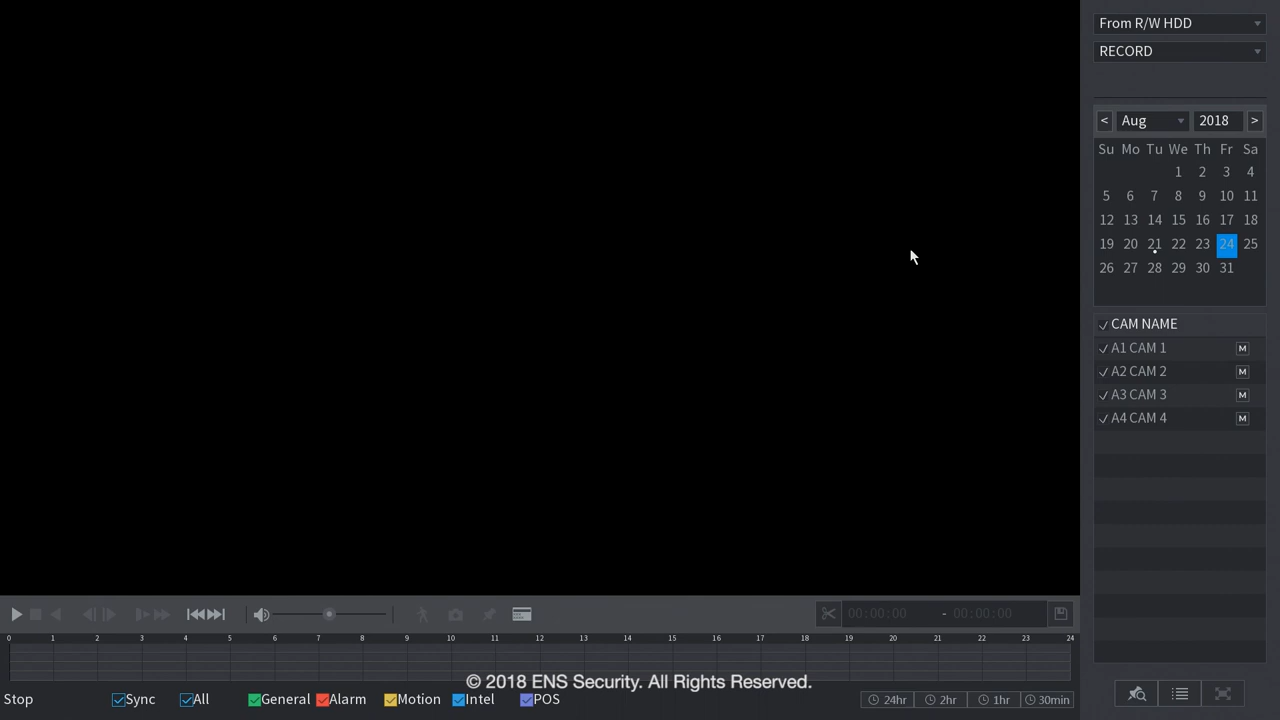 From R/W HDD
RECORD
< Aug 2018 >
Su Mo Tu We Th Fr Sa
1 2 3 4
5 6 7 8 9 10 11
12 13 14 15 16 17 18
19 20 21 22 23 24 25
26 27 28 29 30 31
CAM NAME
A1 CAM 1 M
A2 CAM 2 M
A3 CAM 3 M
A4 CAM 4 M
00:00:00 - 00:00:00
0 1 2 3 4 5 6 7 8 9 10 11 12 13 14 15 16 17 18 19 20 21 22 23 24
© 2018 ENS Security. All Rights Reserved.
Stop Sync All General Alarm Motion Intel POS 24hr 2hr 1hr 30min